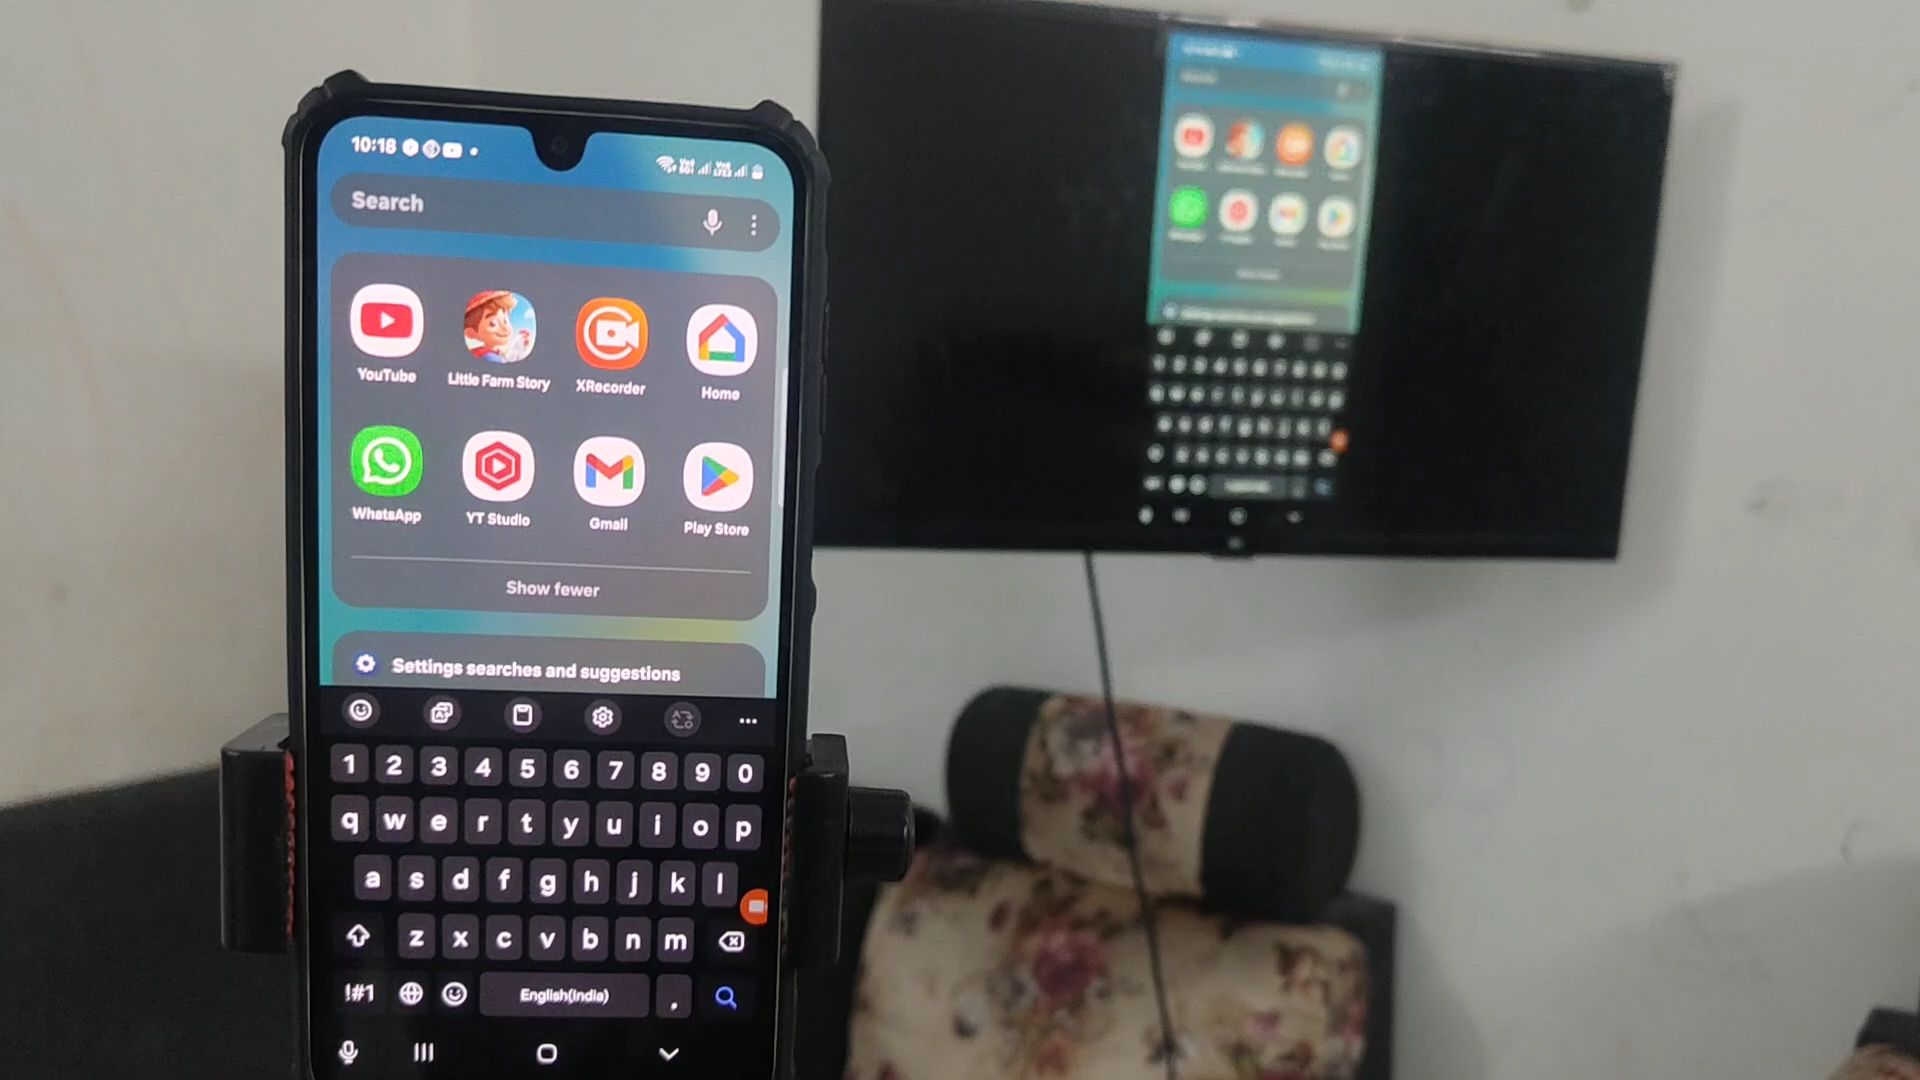 10:18
Search
YouTube
Little Farm Story
XRecorder
Home
WhatsApp
YT Studio
Gmail
Play Store
Show fewer
Settings searches and suggestions
1 2 3 4 5 6 7 8 9 0
q w e r t y u i o p
a s d f g h j k l
z x c v b n m
!#1 English(India) ,